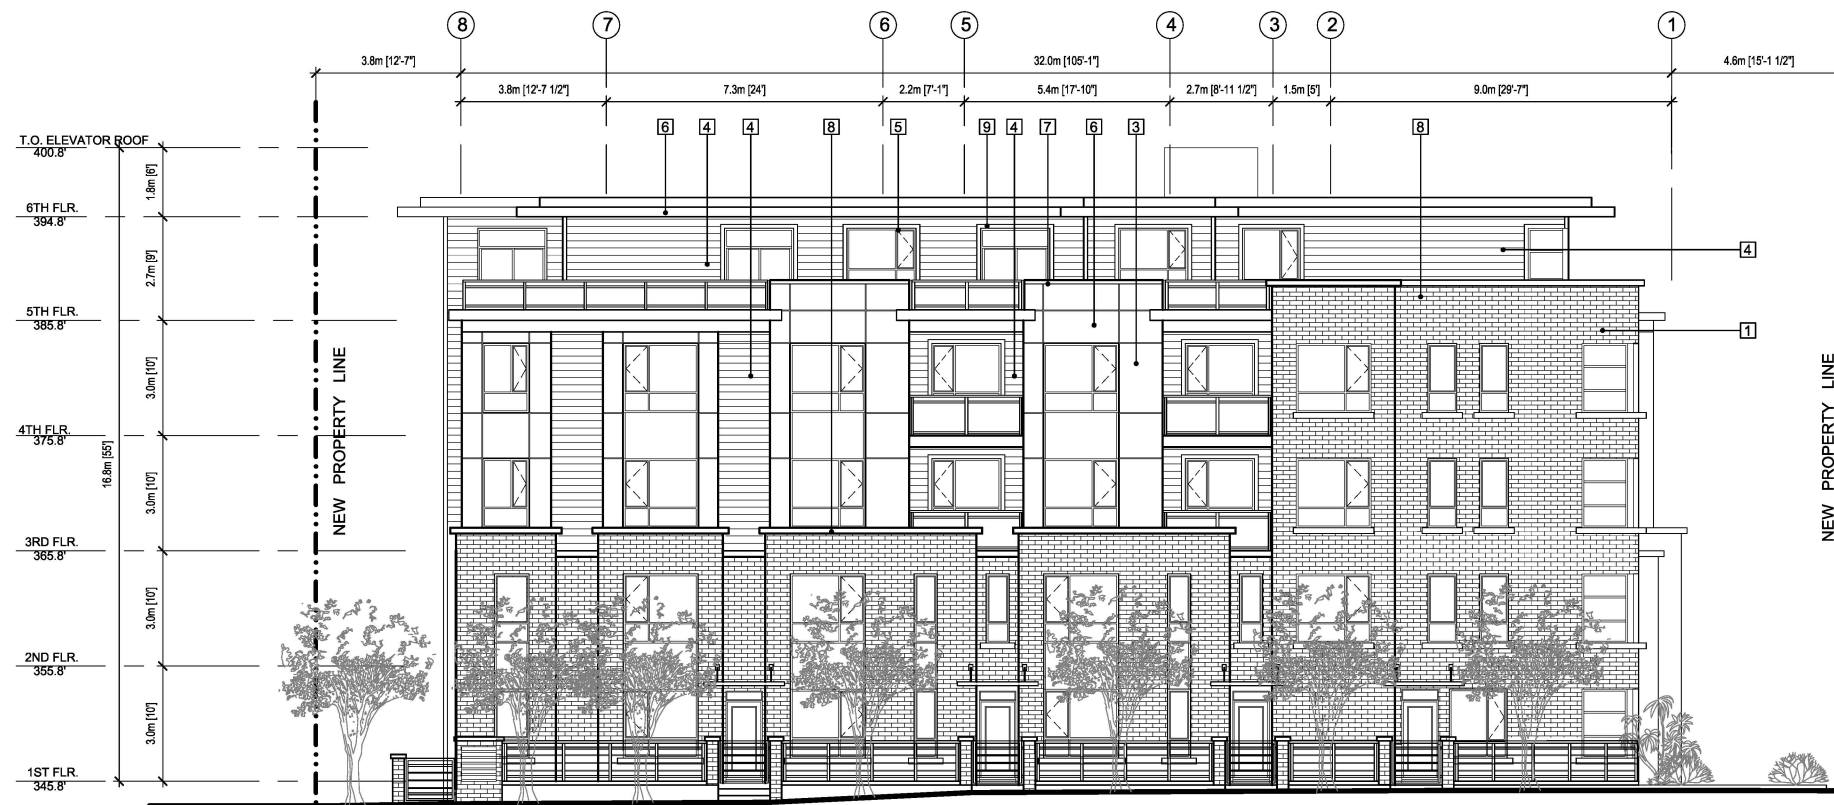 8 7 6 5 4 3 2 1
3.8m [12'-7"] 32.0m [105'-1"] 4.6m [15'-1 1/2"]
3.8m [12'-7 1/2"] 7.3m [24'] 2.2m [7'-1"] 5.4m [17'-10"] 2.7m [8'-11 1/2"] 1.5m [5'] 9.0m [29'-7"]
6 4 4 8 5 9 4 7 6 3 8
T.O. ELEVATOR ROOF
400.8'
1.8m [6']
6TH FLR.
394.8'
4
2.7m [9']
5TH FLR.
385.8'
1
3.0m [10']
4TH FLR.
375.8'
16.8m [55']
3.0m [10']
NEW PROPERTY LINE
NEW PROPERTY LINE
3RD FLR.
365.8'
3.0m [10']
2ND FLR.
355.8'
3.0m [10']
1ST FLR.
345.8'